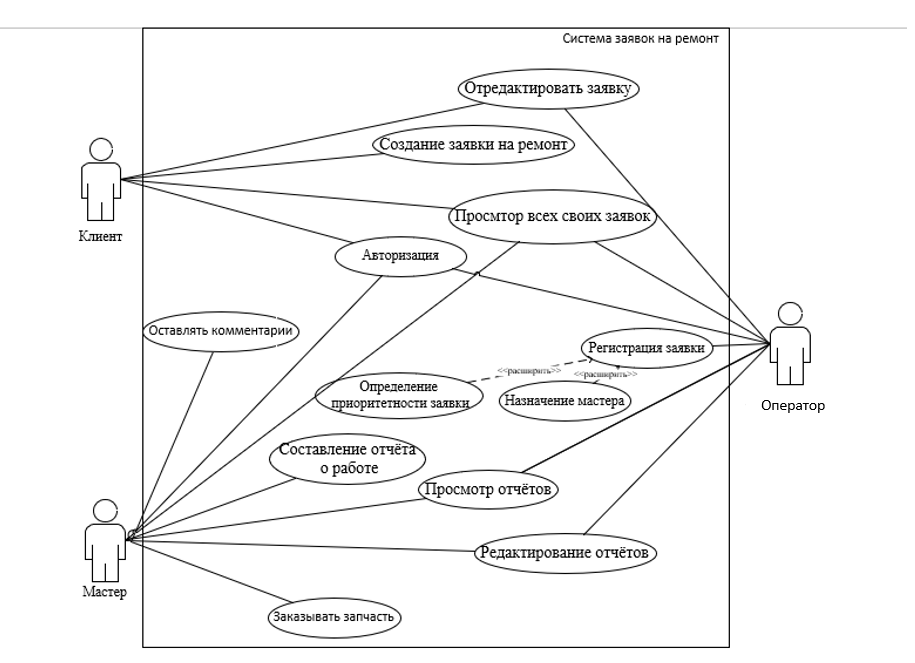 Система заявок на ремонт
Отредактировать заявку
Создание заявки на ремонт
Клиент
Просмтор всех своих заявок
Авторизация
Оставлять комментарии
Регистрация заявки
<<расширить>>
<<расширить>>
Определение
приоритетности заявки
Назначение мастера
Оператор
Составление отчёта
о работе
Просмотр отчётов
Редактирование отчётов
Мастер
Заказывать запчасть